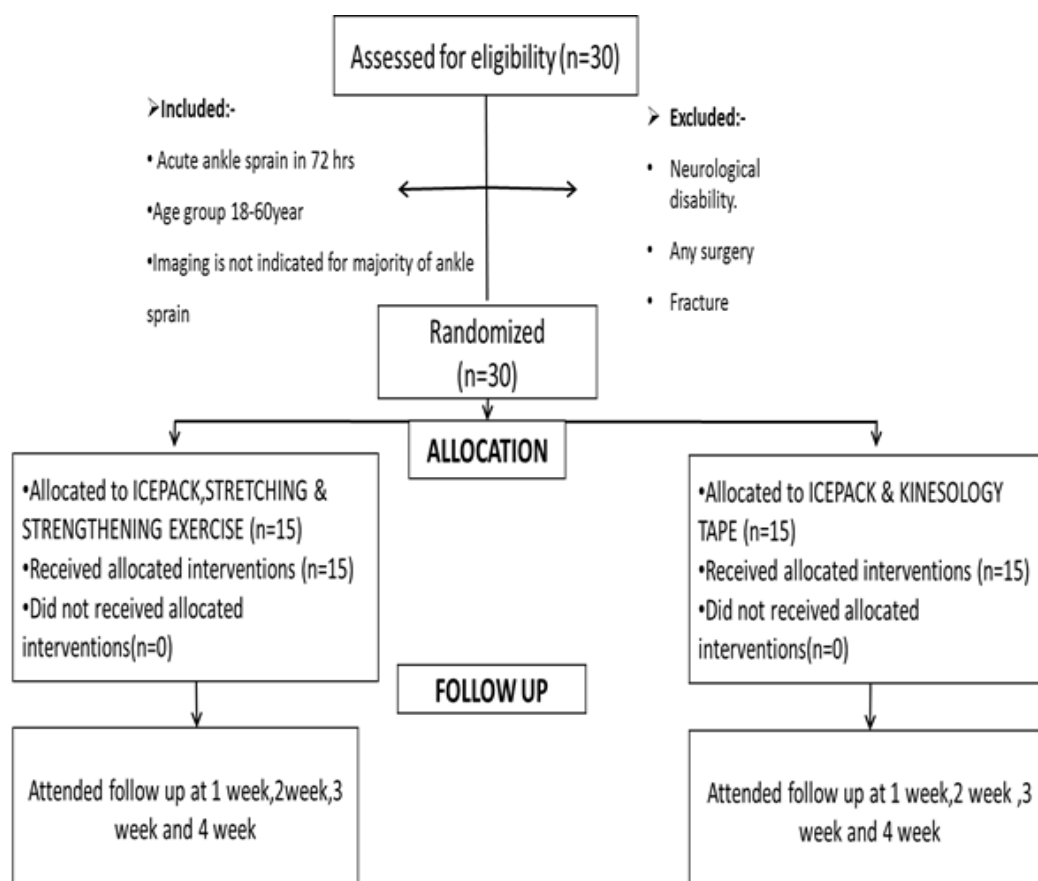 Assessed for eligibility (n=30)
➢Included:-
• Acute ankle sprain in 72 hrs
•Age group 18-60year
•Imaging is not indicated for majority of ankle
sprain
➢ Excluded:-
• Neurological
disability.
• Any surgery
• Fracture
Randomized
(n=30)
ALLOCATION
•Allocated to ICEPACK,STRETCHING &
STRENGTHENING EXERCISE (n=15)
•Received allocated interventions (n=15)
•Did not received allocated
interventions(n=0)
•Allocated to ICEPACK & KINESOLOGY
TAPE (n=15)
•Received allocated interventions (n=15)
•Did not received allocated
interventions(n=0)
FOLLOW UP
Attended follow up at 1 week,2week,3
week and 4 week
Attended follow up at 1 week,2 week ,3
week and 4 week